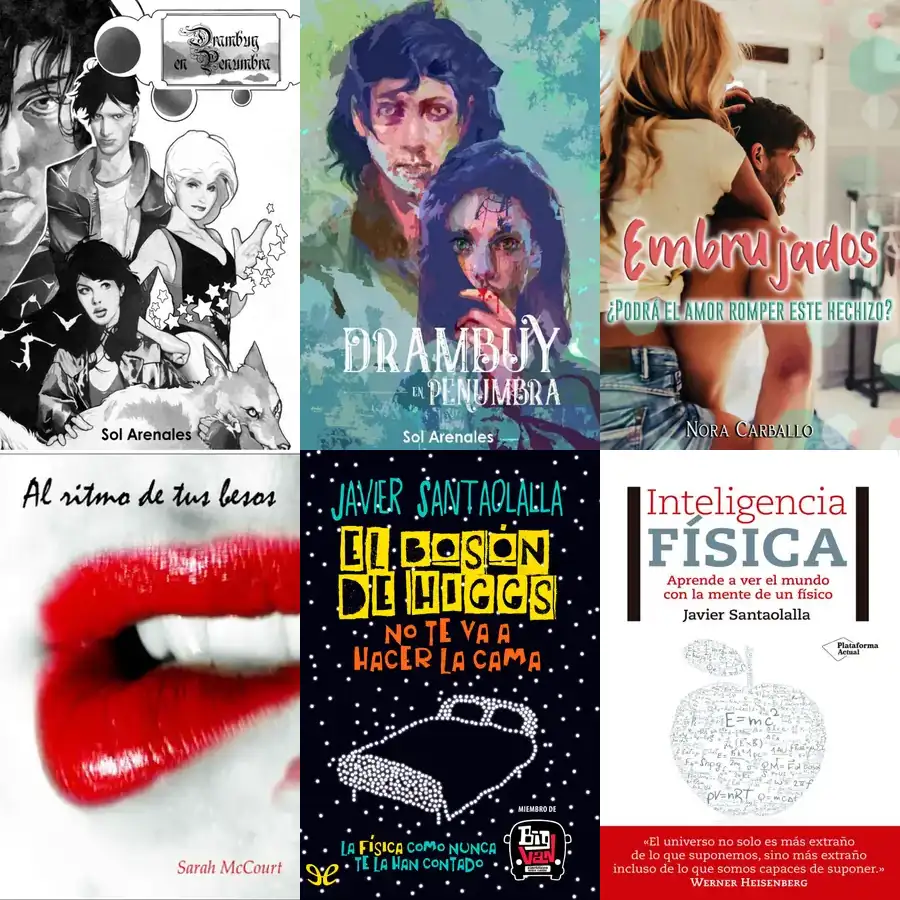 Drambuy
en Penumbra
Sol Arenales
DRAMBUY
EN PENUMBRA
Sol Arenales
Embrujados
¿PODRÁ EL AMOR ROMPER ESTE HECHIZO?
NORA CARBALLO
Al ritmo de tus besos
Sarah McCourt
JAVIER SANTAOLALLA
EL BOSÓN
DE HIGGS
NO TE VA A
HACER LA CAMA
MIEMBRO DE
Big
Van
LA FÍSICA COMO NUNCA
TE LA HAN CONTADO
Inteligencia
FÍSICA
Aprende a ver el mundo
con la mente de un físico
Javier Santaolalla
Plataforma
Actual
E=mc²
pV=nRT
«El universo no solo es más extraño
de lo que suponemos, sino más extraño
incluso de lo que somos capaces de suponer.»
WERNER HEISENBERG